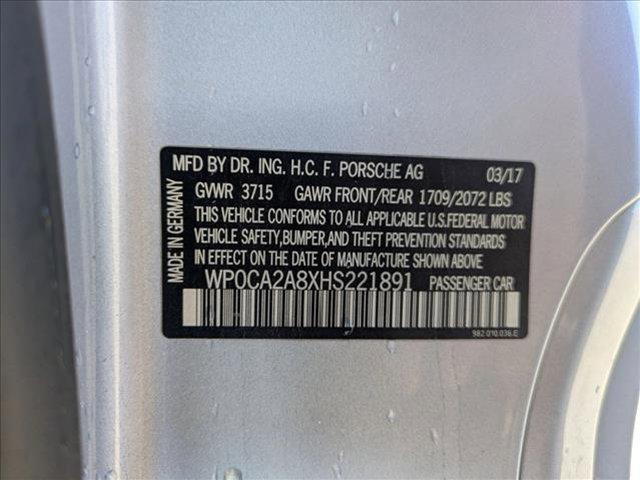 MFD BY DR. ING. H.C. F. PORSCHE AG 03/17
GVWR 3715 GAWR FRONT/REAR 1709/2072 LBS
THIS VEHICLE CONFORMS TO ALL APPLICABLE U.S.FEDERAL MOTOR
VEHICLE SAFETY,BUMPER,AND THEFT PREVENTION STANDARDS
IN EFFECT ON THE DATE OF MANUFACTURE SHOWN ABOVE.
WP0CA2A8XHS221891 PASSENGER CAR
MADE IN GERMANY
982.010.036.E